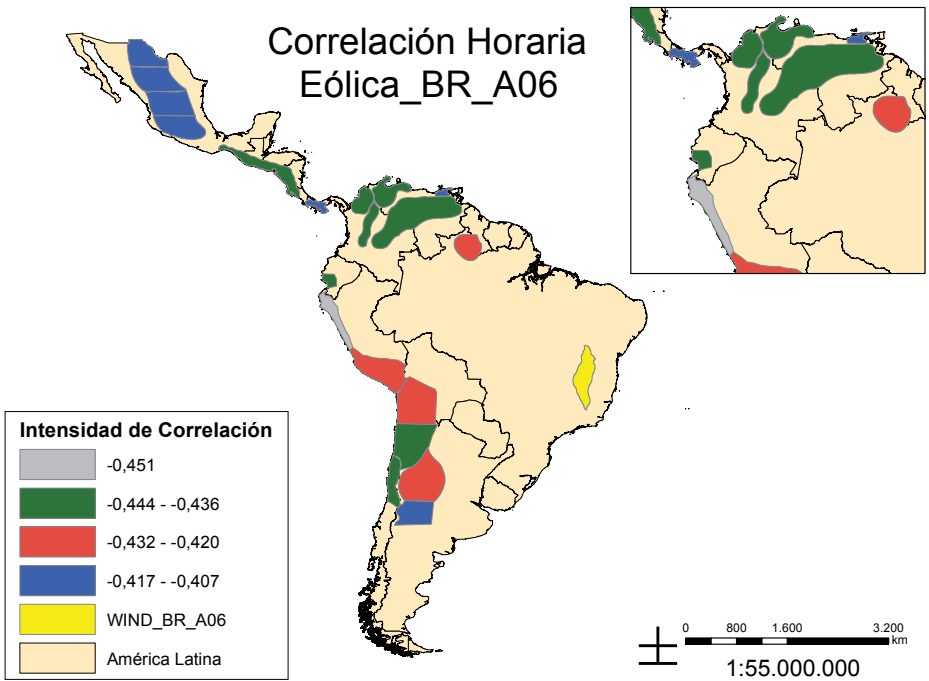 Correlación Horaria
Eólica_BR_A06
Intensidad de Correlación
-0,451
-0,444 - -0,436
-0,432 - -0,420
-0,417 - -0,407
WIND_BR_A06
América Latina
0 800 1.600 3.200
km
1:55.000.000